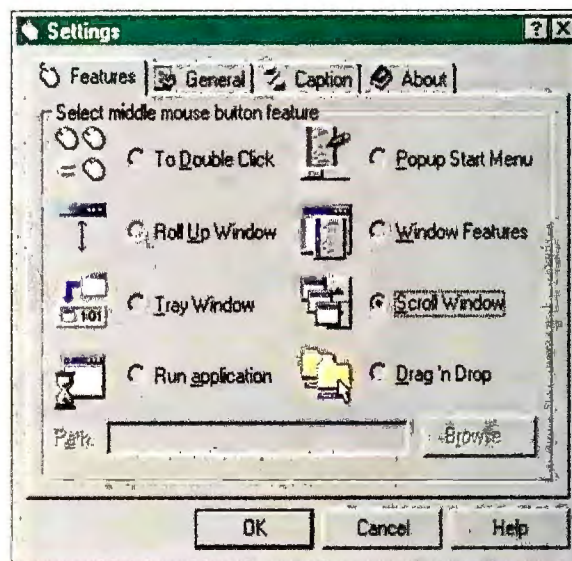 Settings
Features General Caption About
Select middle mouse button feature
To Double Click
Popup Start Menu
Roll Up Window
Window Features
Tray Window
Scroll Window
Run application
Drag 'n Drop
Path:
Browse
OK Cancel Help